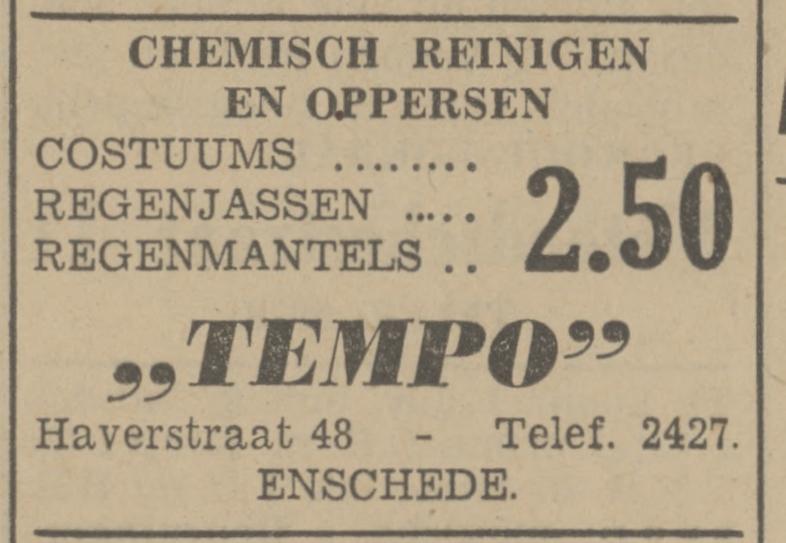 CHEMISCH REINIGEN
EN OPPERSEN
COSTUUMS ........
REGENJASSEN .....
REGENMANTELS ..
2.50
„TEMPO”
Haverstraat 48 - Telef. 2427.
ENSCHEDE.